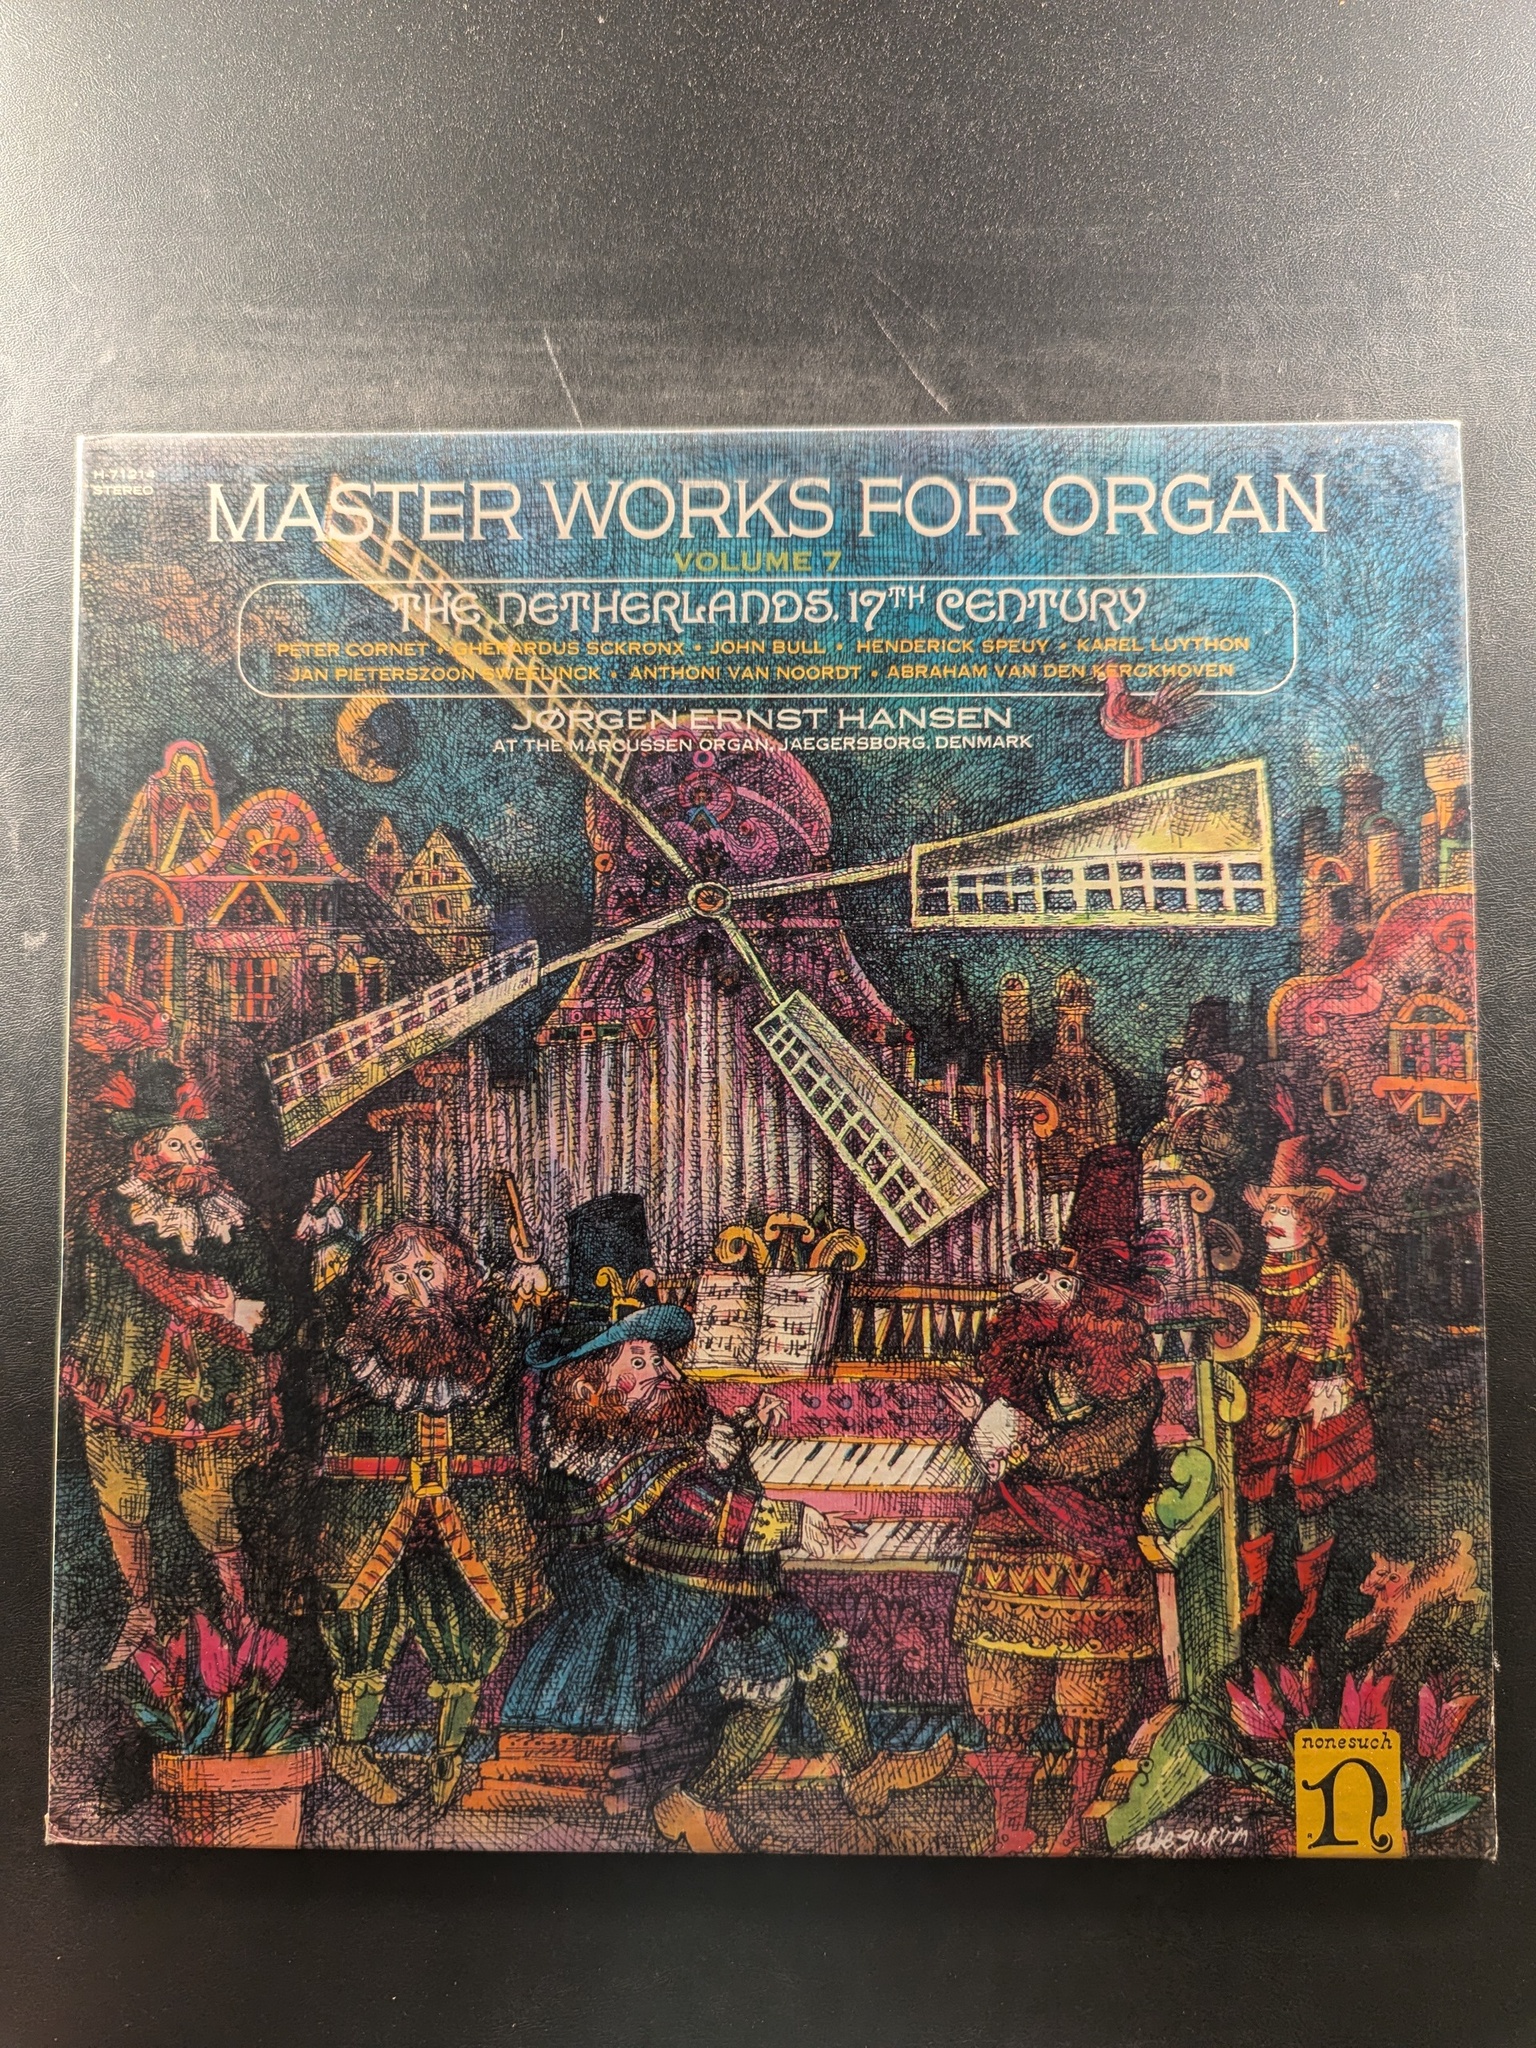 H-71214
STEREO
MASTER WORKS FOR ORGAN
VOLUME 7
THE NETHERLANDS, 17TH CENTURY
PETER CORNET • GHERARDUS SCKRONX • JOHN BULL • HENDERICK SPEUY • KAREL LUYTHON
JAN PIETERSZOON SWEELINCK • ANTHONI VAN NOORDT • ABRAHAM VAN DEN KERCKHOVEN
JØRGEN ERNST HANSEN
AT THE MARCUSSEN ORGAN, JAEGERSBORG, DENMARK
nonesuch
n